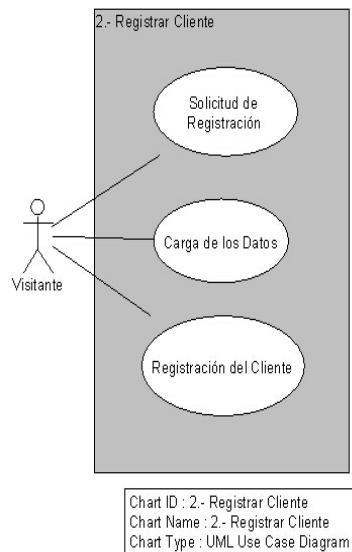 2.- Registrar Cliente
Solicitud de
Registración
Visitante
Carga de los Datos
Registración del Cliente
Chart ID : 2.- Registrar Cliente
Chart Name : 2.- Registrar Cliente
Chart Type : UML Use Case Diagram